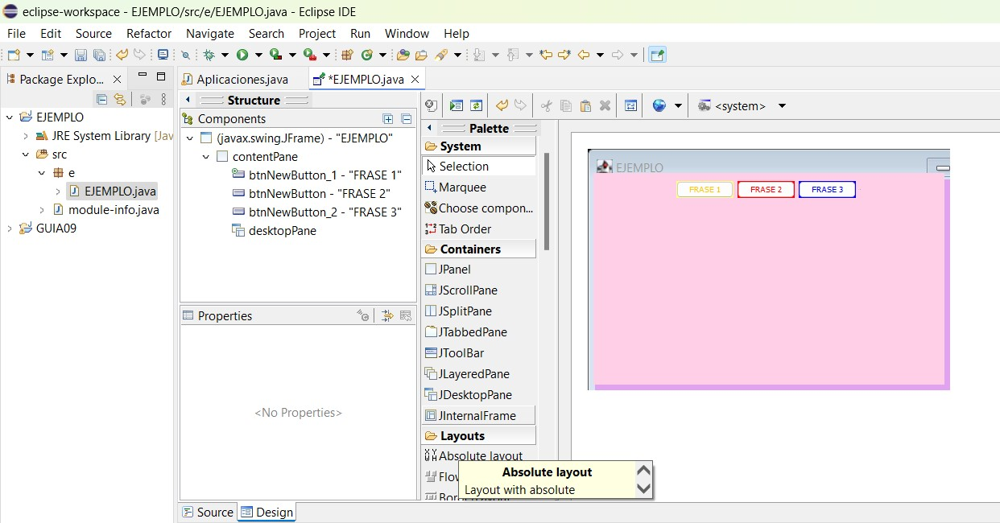 eclipse-workspace - EJEMPLO/src/e/EJEMPLO.java - Eclipse IDE
File Edit Source Refactor Navigate Search Project Run Window Help
Package Explo...
EJEMPLO
JRE System Library [Jav
src
e
EJEMPLO.java
module-info.java
GUIA09
Aplicaciones.java
*EJEMPLO.java
Structure
Components
(javax.swing.JFrame) - "EJEMPLO"
contentPane
btnNewButton_1 - "FRASE 1"
btnNewButton - "FRASE 2"
btnNewButton_2 - "FRASE 3"
desktopPane
Properties
<No Properties>
<system>
Palette
System
Selection
Marquee
Choose compon...
Tab Order
Containers
JPanel
JScrollPane
JSplitPane
JTabbedPane
JToolBar
JLayeredPane
JDesktopPane
JInternalFrame
Layouts
Absolute layout
Flo
Absolute layout
Layout with absolute
EJEMPLO
FRASE 1 FRASE 2 FRASE 3
Source Design